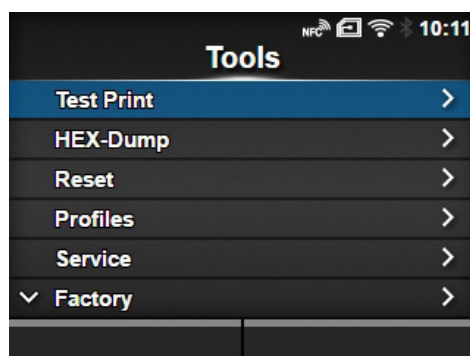 NFC 10:11
Tools
Test Print
HEX-Dump
Reset
Profiles
Service
Factory